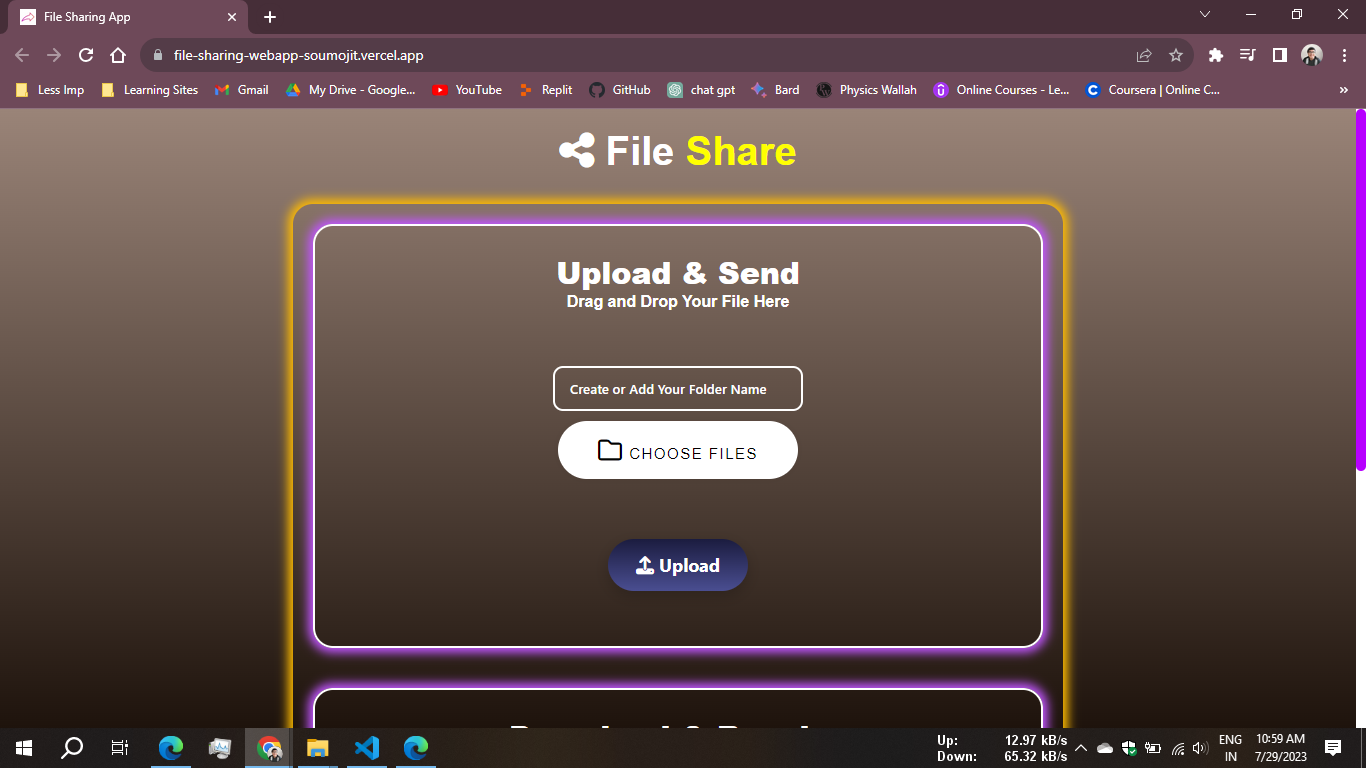 File Sharing App
file-sharing-webapp-soumojit.vercel.app
Less Imp
Learning Sites
Gmail
My Drive - Google...
YouTube
Replit
GitHub
chat gpt
Bard
Physics Wallah
Online Courses - Le...
Coursera | Online C...
File Share
Upload & Send
Drag and Drop Your File Here
Create or Add Your Folder Name
CHOOSE FILES
Upload
Up: 12.97 kB/s
Down: 65.32 kB/s
ENG
IN
10:59 AM
7/29/2023